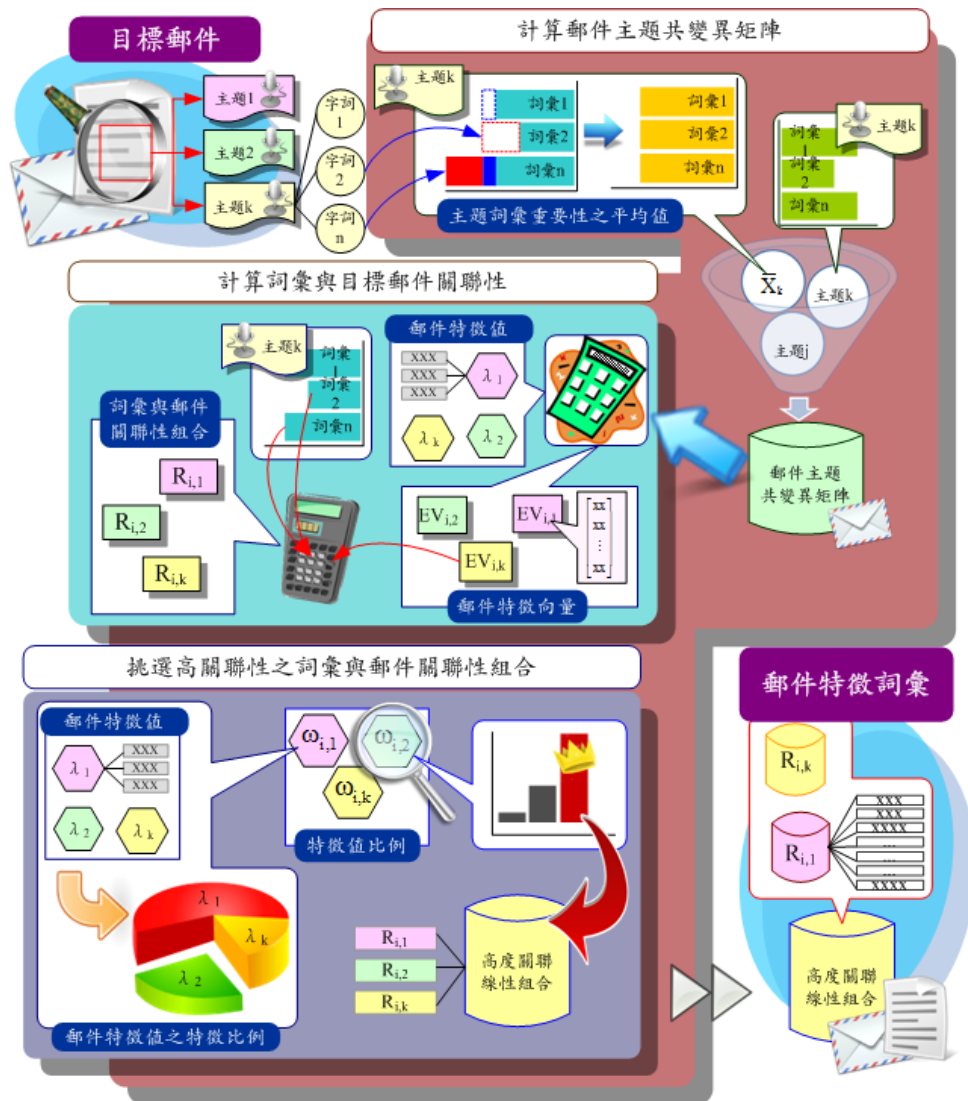 目標郵件
主題1
主題2
主題k
字詞
1
字詞
2
字詞
n
計算郵件主題共變異矩陣
主題k
詞彙1
詞彙2
詞彙n
詞彙1
詞彙2
詞彙n
主題詞彙重要性之平均值
主題k
詞彙
1
詞彙
2
詞彙n
X̅k
主題k
主題j
郵件主題
共變異矩陣
計算詞彙與目標郵件關聯性
主題k
詞彙
1
詞彙
2
詞彙n
詞彙與郵件
關聯性組合
Ri,1
Ri,2
Ri,k
郵件特徵值
XXX
XXX
XXX
λ1
λk
λ2
EVi,2
EVi,1
EVi,k
xx
xx
⋮
xx
郵件特徵向量
挑選高關聯性之詞彙與郵件關聯性組合
郵件特徵值
λ1
XXX
XXX
XXX
λ2
λk
λ1
λk
λ2
郵件特徵值之特徵比例
ωi,1
ωi,2
ωi,k
特徵值比例
Ri,1
Ri,2
Ri,k
高度關聯
線性組合
郵件特徵詞彙
Ri,k
Ri,1
XXX
XXX
XXXX
...
...
...
XXXX
高度關聯
線性組合